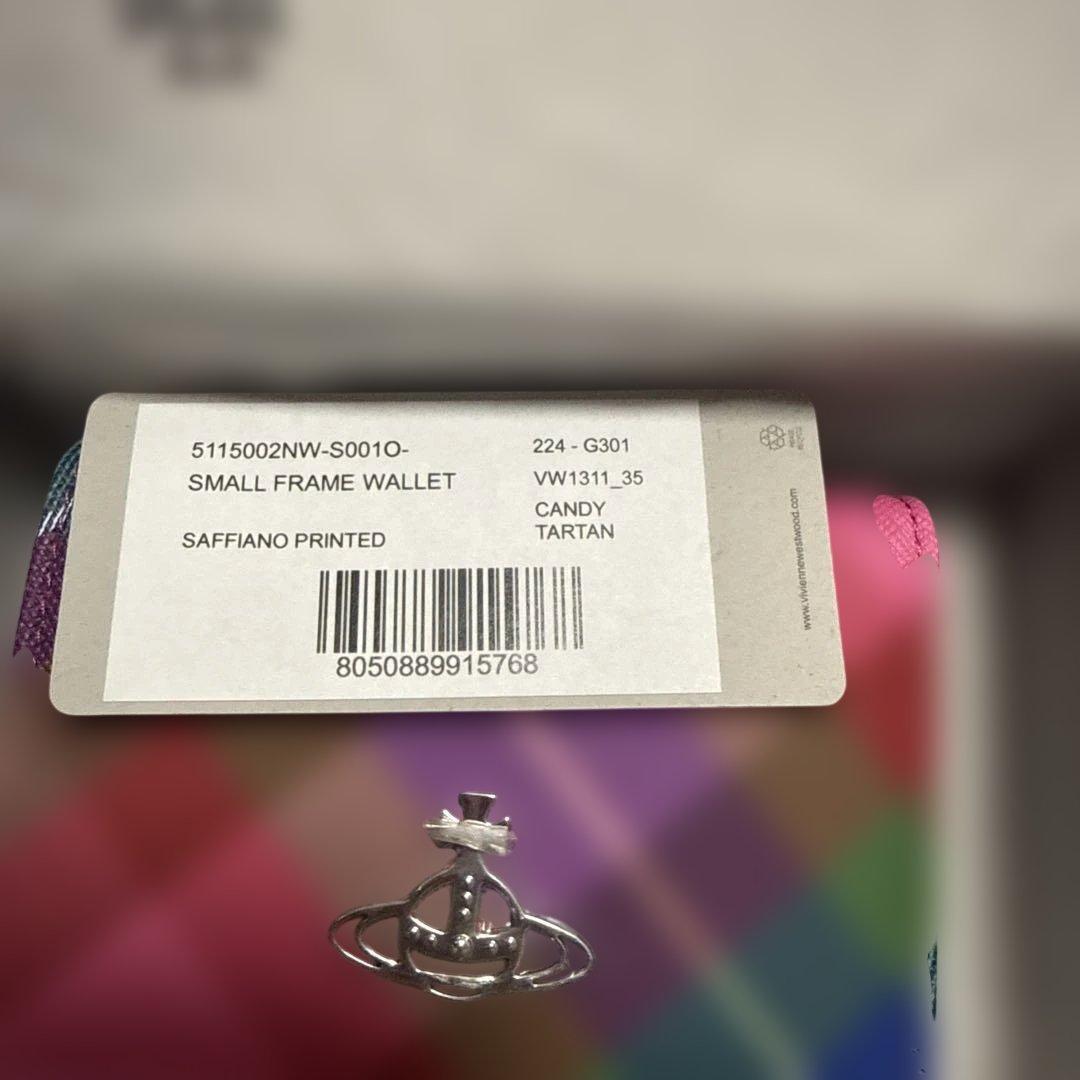 5115002NW-S001O-
SMALL FRAME WALLET
SAFFIANO PRINTED
224 - G301
VW1311_35
CANDY
TARTAN
8050889915768
www.viviennewestwood.com